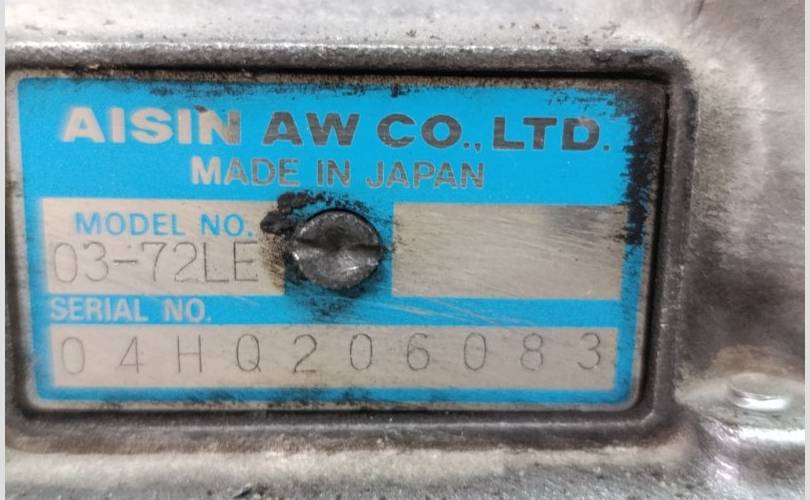 AISIN AW CO., LTD.
MADE IN JAPAN
MODEL NO.
03-72LE
SERIAL NO.
04HQ206083